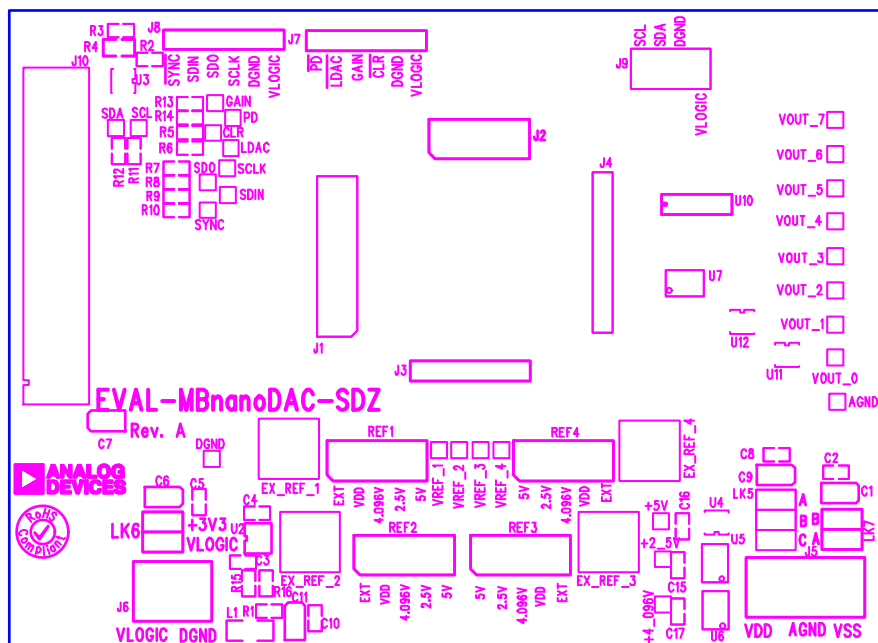 R3
R4
R2
J8
J7
SYNC
SDIN
SDO
SCLK
DGND
VLOGIC
PD
LDAC
GAIN
CLR
DGND
VLOGIC
SCL
SDA
DGND
J9
VLOGIC
J10
U3
R13
GAIN
R14
PD
SDA
SCL
R5
CLR
R6
LDAC
R12
R11
R7
SDO
SCLK
R8
R9
SDIN
R10
SYNC
J2
J4
J1
J3
U10
U7
U12
U11
VOUT_7
VOUT_6
VOUT_5
VOUT_4
VOUT_3
VOUT_2
VOUT_1
VOUT_0
AGND
EVAL-MBnanoDAC-SDZ
Rev. A
C7
DGND
ANALOG
DEVICES
RoHS
Compliant
REF1
REF4
EX_REF_1
EX_REF_4
EXT
VDD
4.096V
2.5V
5V
VREF_1
VREF_2
VREF_3
VREF_4
5V
2.5V
4.096V
VDD
EXT
C6
C5
C4
LK6
+3V3
VLOGIC
U2
C3
REF2
REF3
EX_REF_2
EX_REF_3
EXT
VDD
4.096V
2.5V
5V
5V
2.5V
4.096V
VDD
EXT
R15
R16
R1
L1
C11
C10
J6
VLOGIC DGND
+5V
C16
+2_5V
C15
+4_096V
C17
U4
U5
U6
C8
C9
C2
C1
LK5
A
B
C
B
A
LK7
J5
VDD AGND VSS